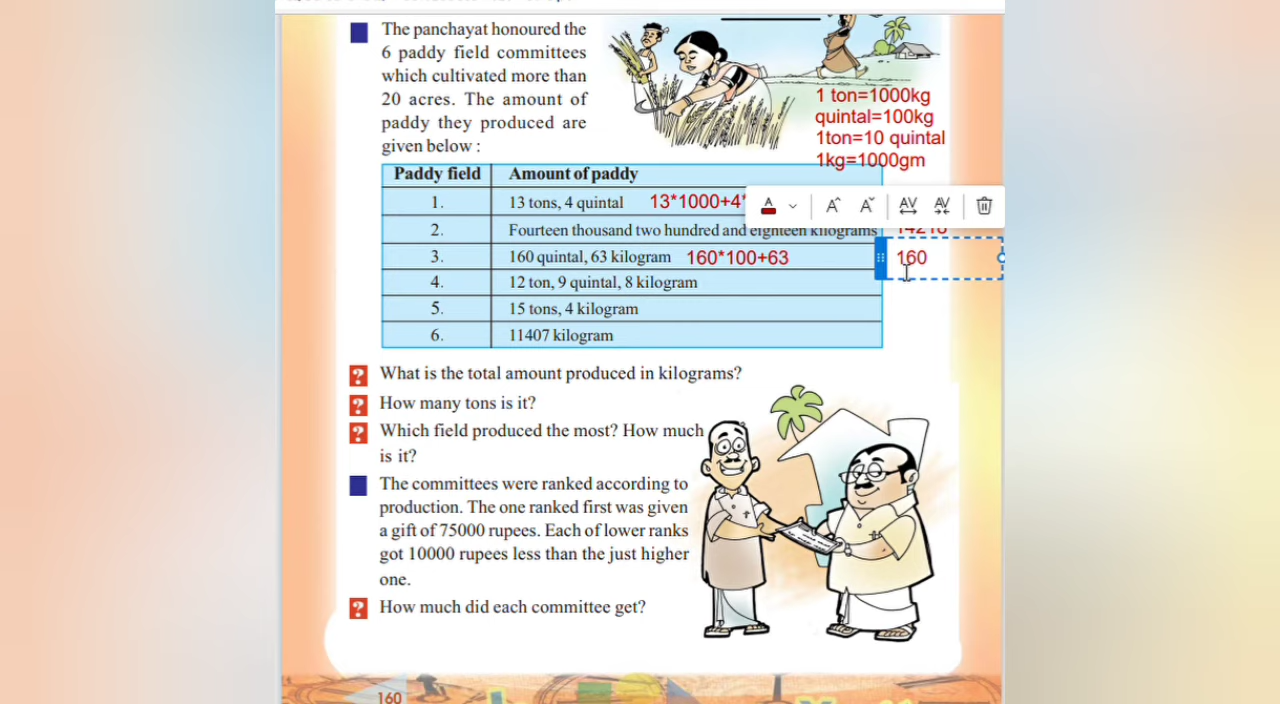 The panchayat honoured the
6 paddy field committees
which cultivated more than
20 acres. The amount of
paddy they produced are
given below :
1 ton=1000kg
quintal=100kg
1ton=10 quintal
1kg=1000gm
Paddy field Amount of paddy
1. 13 tons, 4 quintal 13*1000+4*
2. Fourteen thousand two hundred and eighteen kilograms 14218
3. 160 quintal, 63 kilogram 160*100+63 160
4. 12 ton, 9 quintal, 8 kilogram
5. 15 tons, 4 kilogram
6. 11407 kilogram
? What is the total amount produced in kilograms?
? How many tons is it?
? Which field produced the most? How much
is it?
The committees were ranked according to
production. The one ranked first was given
a gift of 75000 rupees. Each of lower ranks
got 10000 rupees less than the just higher
one.
? How much did each committee get?
160